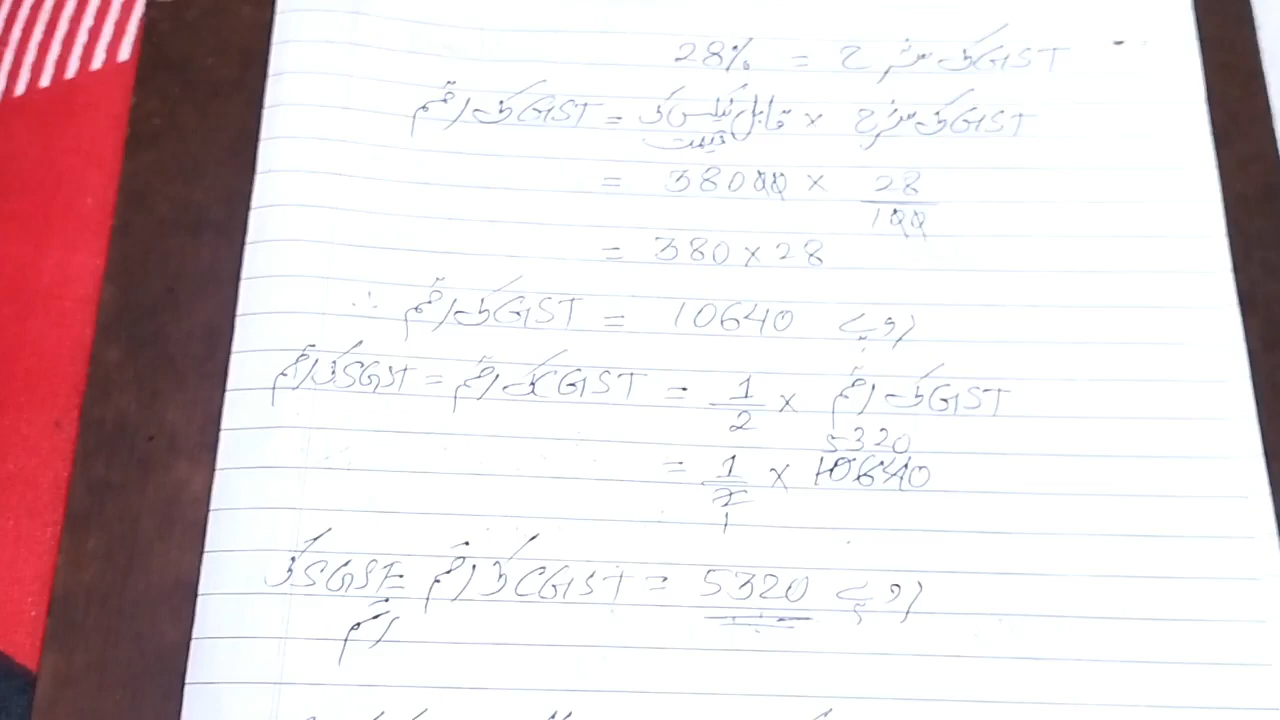 28% = GST کی شرح
GST کی رقم = قابل ٹیکس کی قیمت × GST کی شرح
= 38000 × 28/100
= 380 × 28
∴ GST کی رقم = 10640 روپے
SGST کی رقم = CGST کی رقم = 1/2 × GST کی رقم
5320
= 1/2 × 10640
1
SGST کی رقم = CGST کی رقم = 5320 روپے